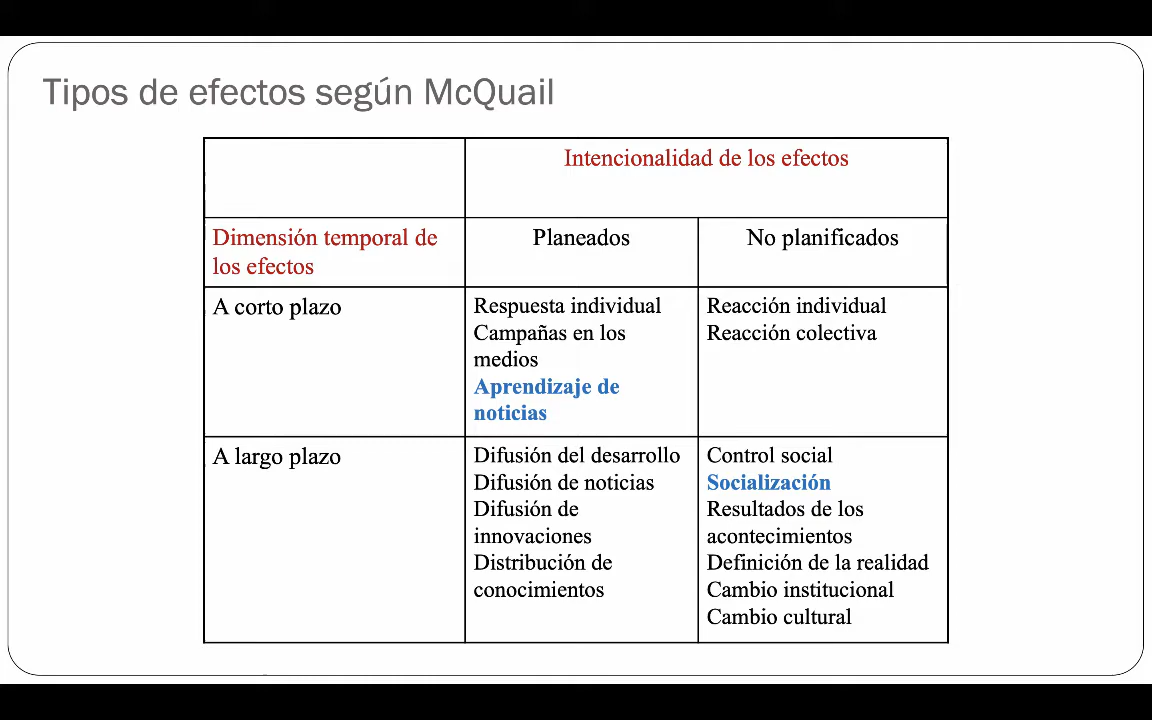 Tipos de efectos según McQuail
Intencionalidad de los efectos
Dimensión temporal de
los efectos
Planeados
No planificados
A corto plazo
Respuesta individual
Campañas en los
medios
Aprendizaje de
noticias
Reacción individual
Reacción colectiva
A largo plazo
Difusión del desarrollo
Difusión de noticias
Difusión de
innovaciones
Distribución de
conocimientos
Control social
Socialización
Resultados de los
acontecimientos
Definición de la realidad
Cambio institucional
Cambio cultural